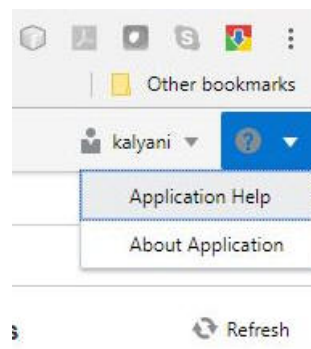 Other bookmarks
kalyani
Application Help
About Application
s Refresh